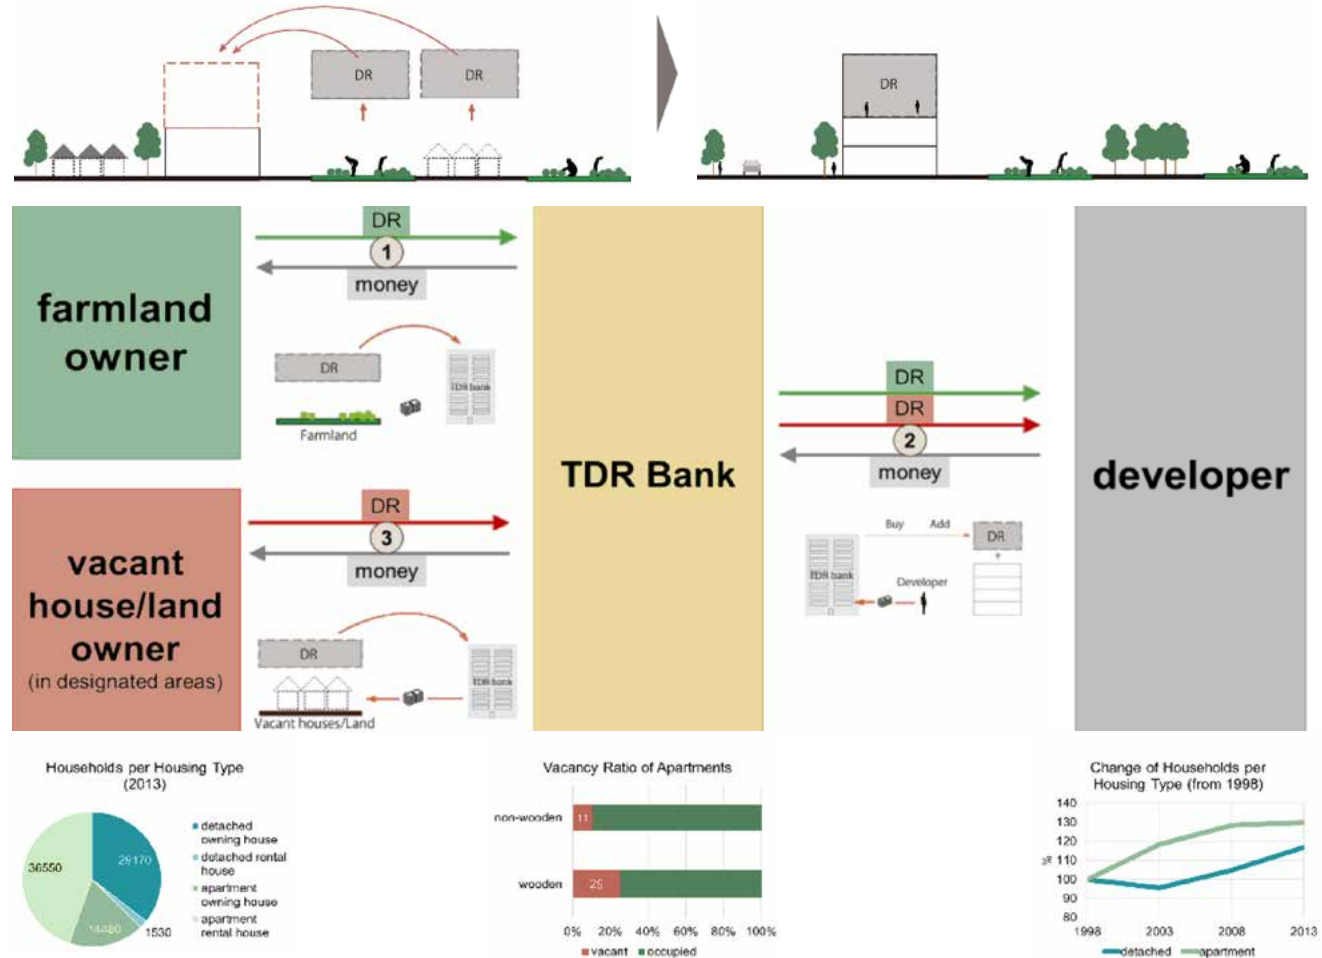 DR
DR
DR
DR
1
money
farmland
owner
DR
TDR bank
Farmland
TDR Bank
DR
DR
2
money
developer
DR
3
money
vacant
house/land
owner
(in designated areas)
DR
TDR bank
Vacant houses/Land
Buy
Add
DR
+
TDR bank
Developer
Households per Housing Type
(2013)
36550
29170
14480
1530
detached
owning house
detached rental
house
apartment
owning house
apartment
rental house
Vacancy Ratio of Apartments
non-wooden
11
wooden
25
0% 20% 40% 60% 80% 100%
vacant occupied
Change of Households per
Housing Type (from 1998)
%
140
130
120
110
100
90
80
1998 2003 2008 2013
detached apartment